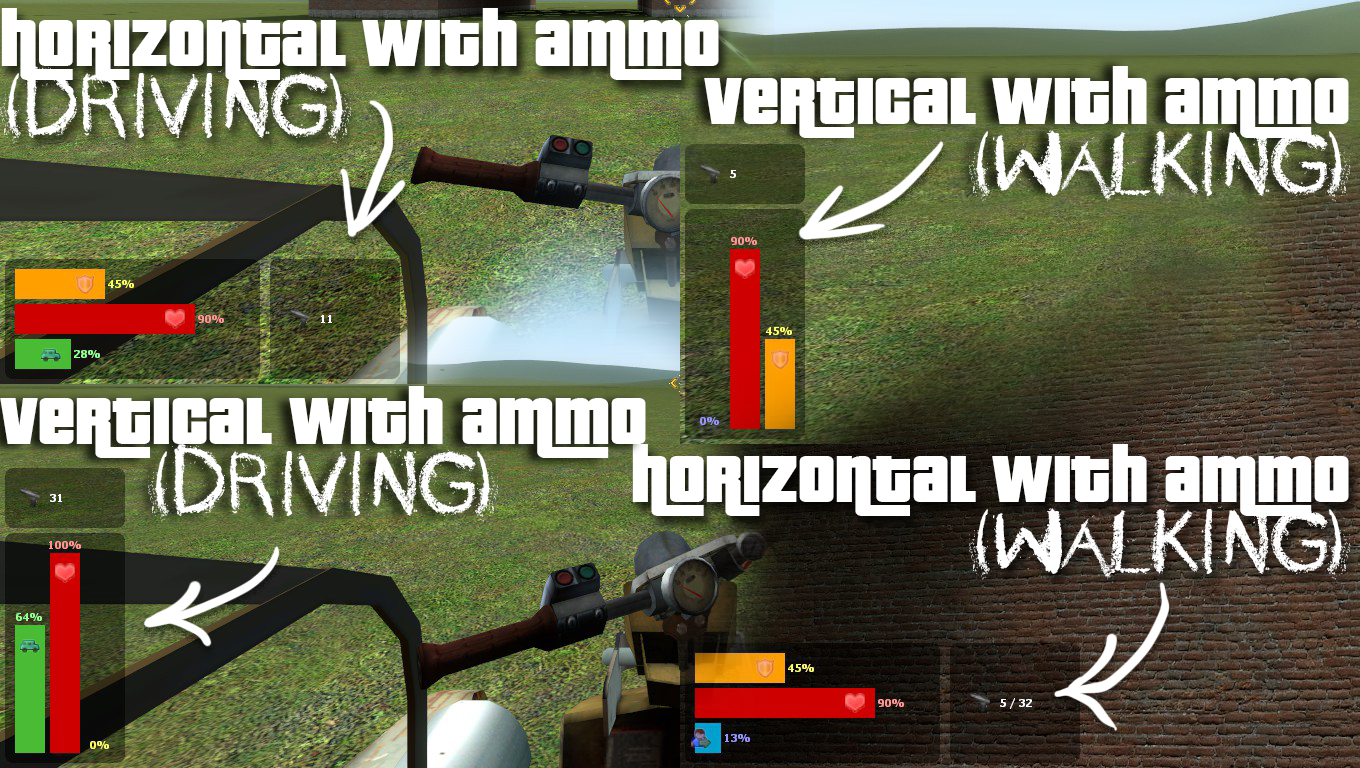 horizontal with ammo
(DRIVING)
45%
90%
28%
11
vertical with ammo
(WALKING)
5
90%
45%
0%
vertical with ammo
(DRIVING)
31
100%
64%
0%
horizontal with ammo
(WALKING)
45%
90%
13%
5 / 32